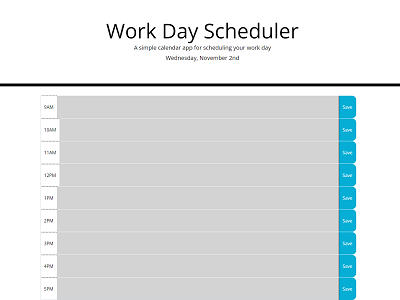 Work Day Scheduler
A simple calendar app for scheduling your work day
Wednesday, November 2nd
9AM Save
10AM Save
11AM Save
12PM Save
1PM Save
2PM Save
3PM Save
4PM Save
5PM Save